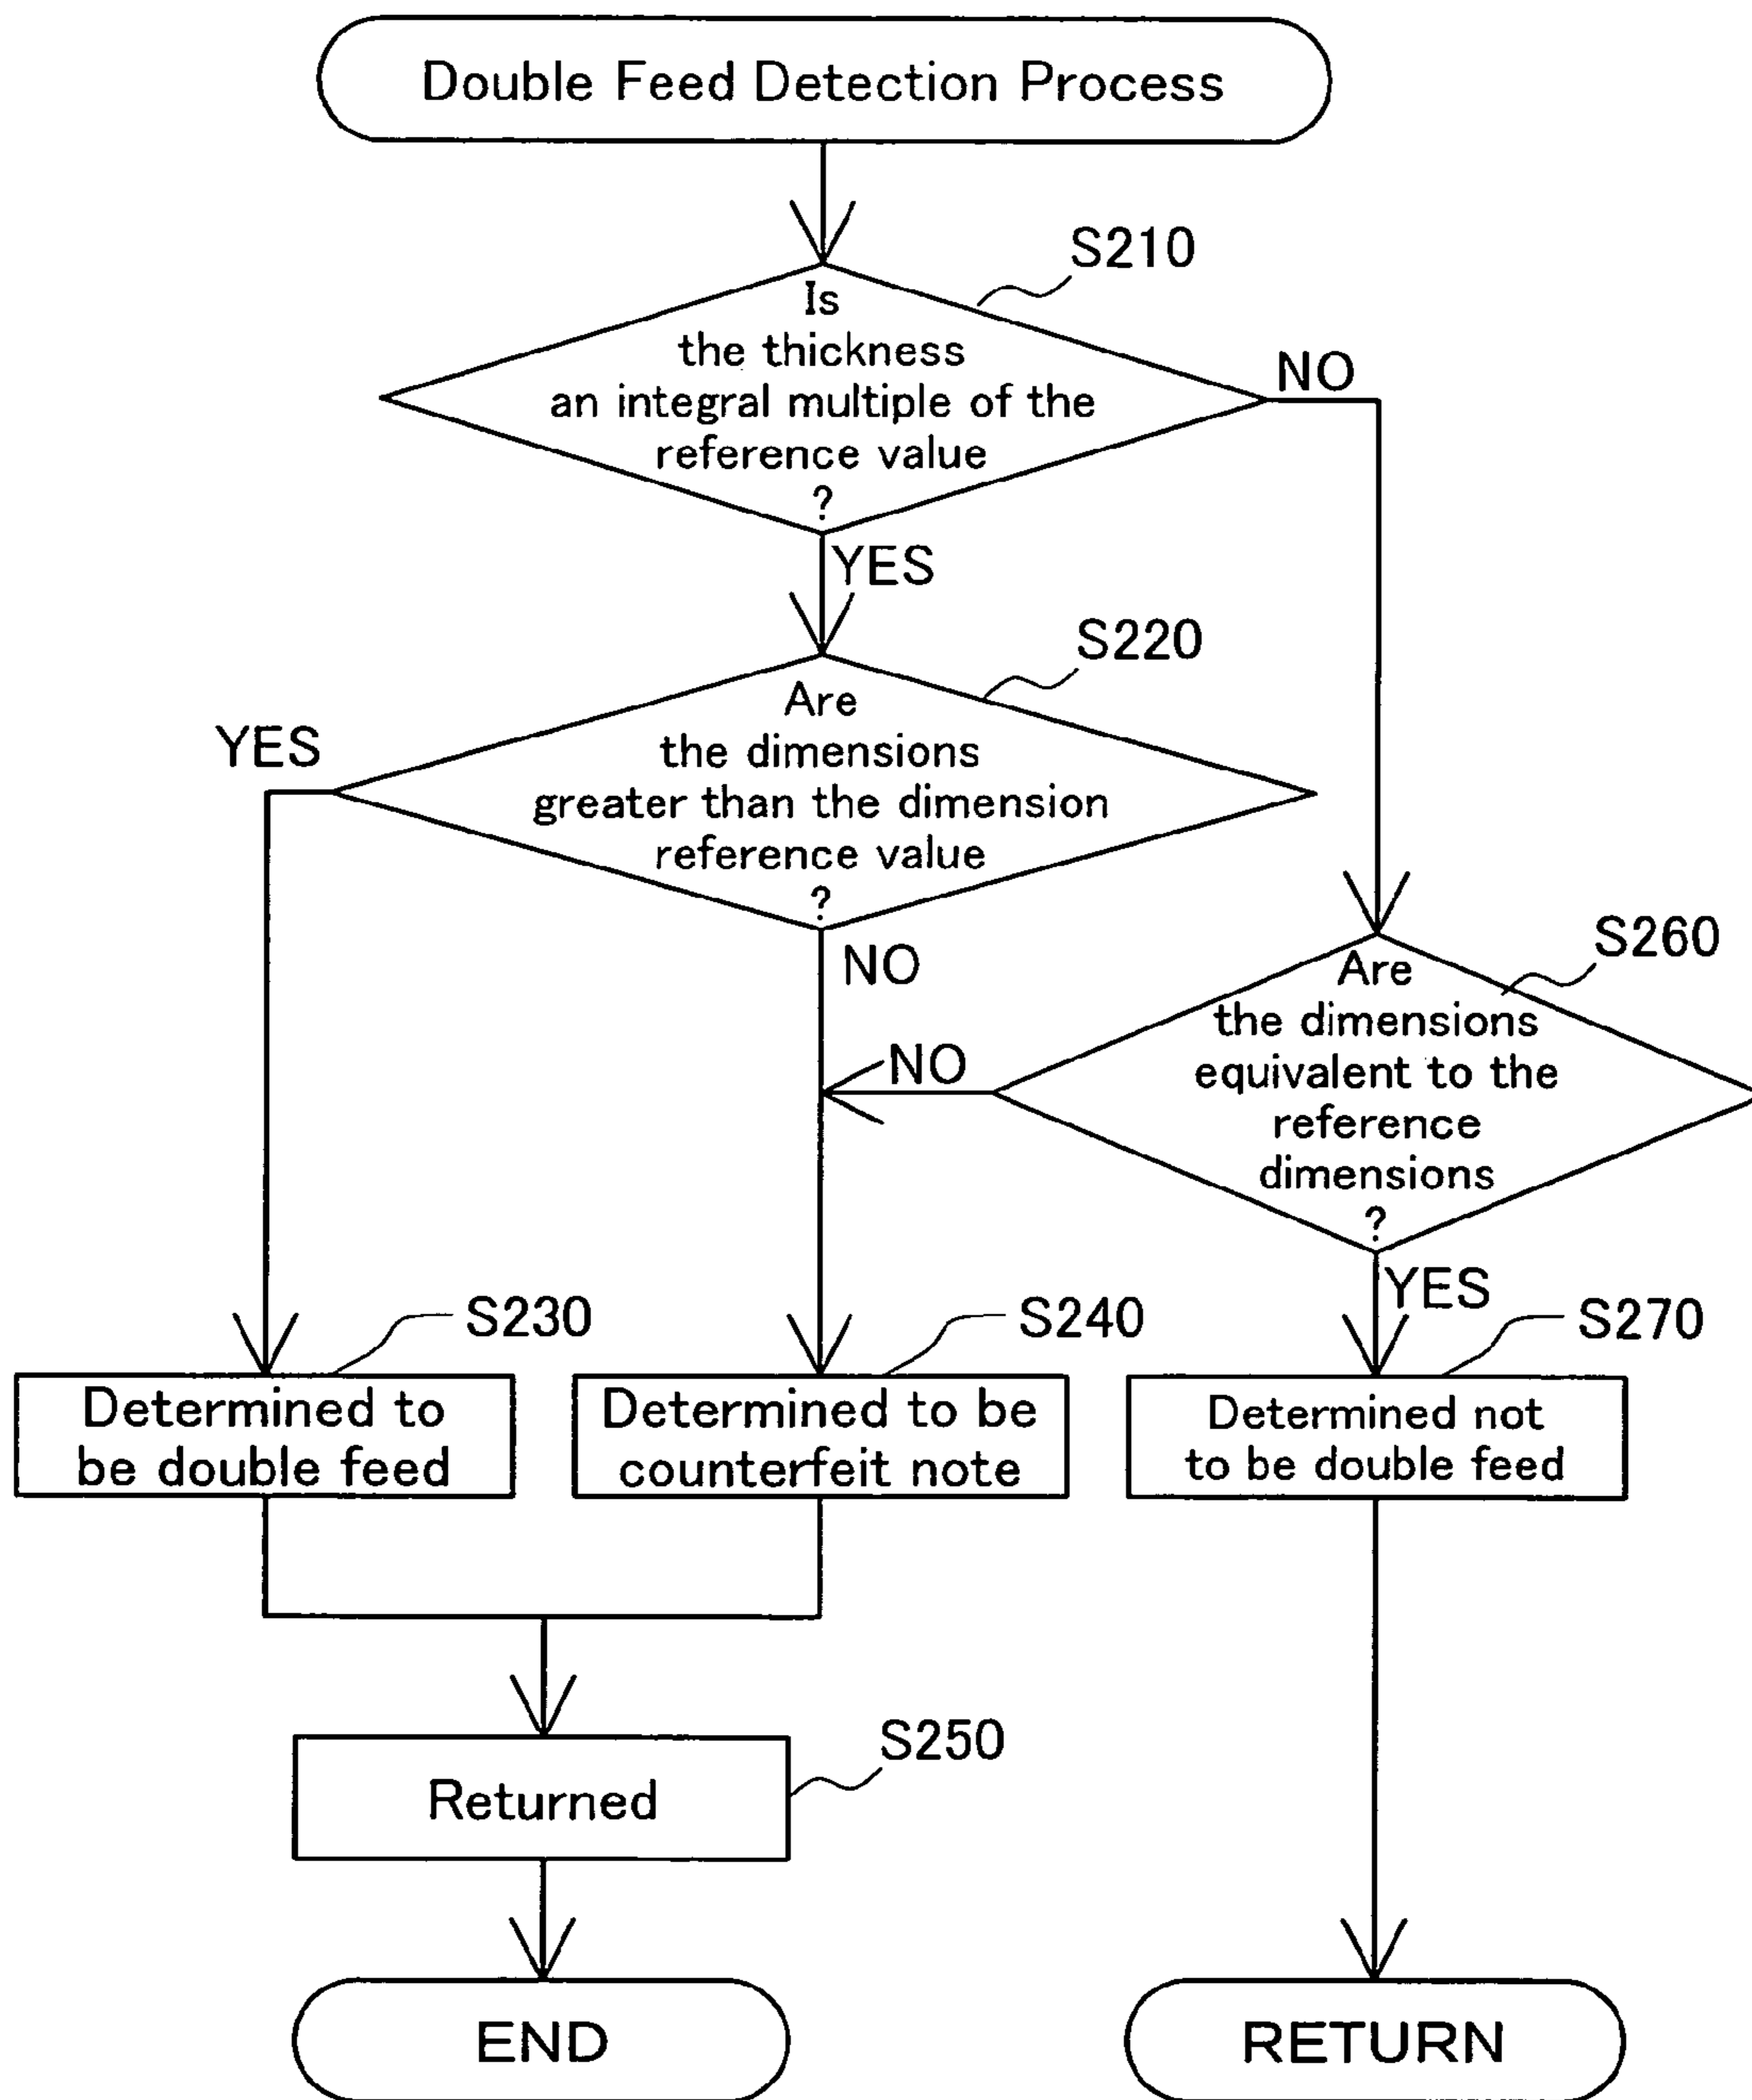 Double Feed Detection Process
S210
Is
the thickness
an integral multiple of the
reference value
?
NO
YES
S220
Are
the dimensions
greater than the dimension
reference value
?
YES
NO
S260
Are
the dimensions
equivalent to the
reference
dimensions
?
NO
YES
S230
Determined to
be double feed
S240
Determined to be
counterfeit note
S270
Determined not
to be double feed
S250
Returned
END
RETURN